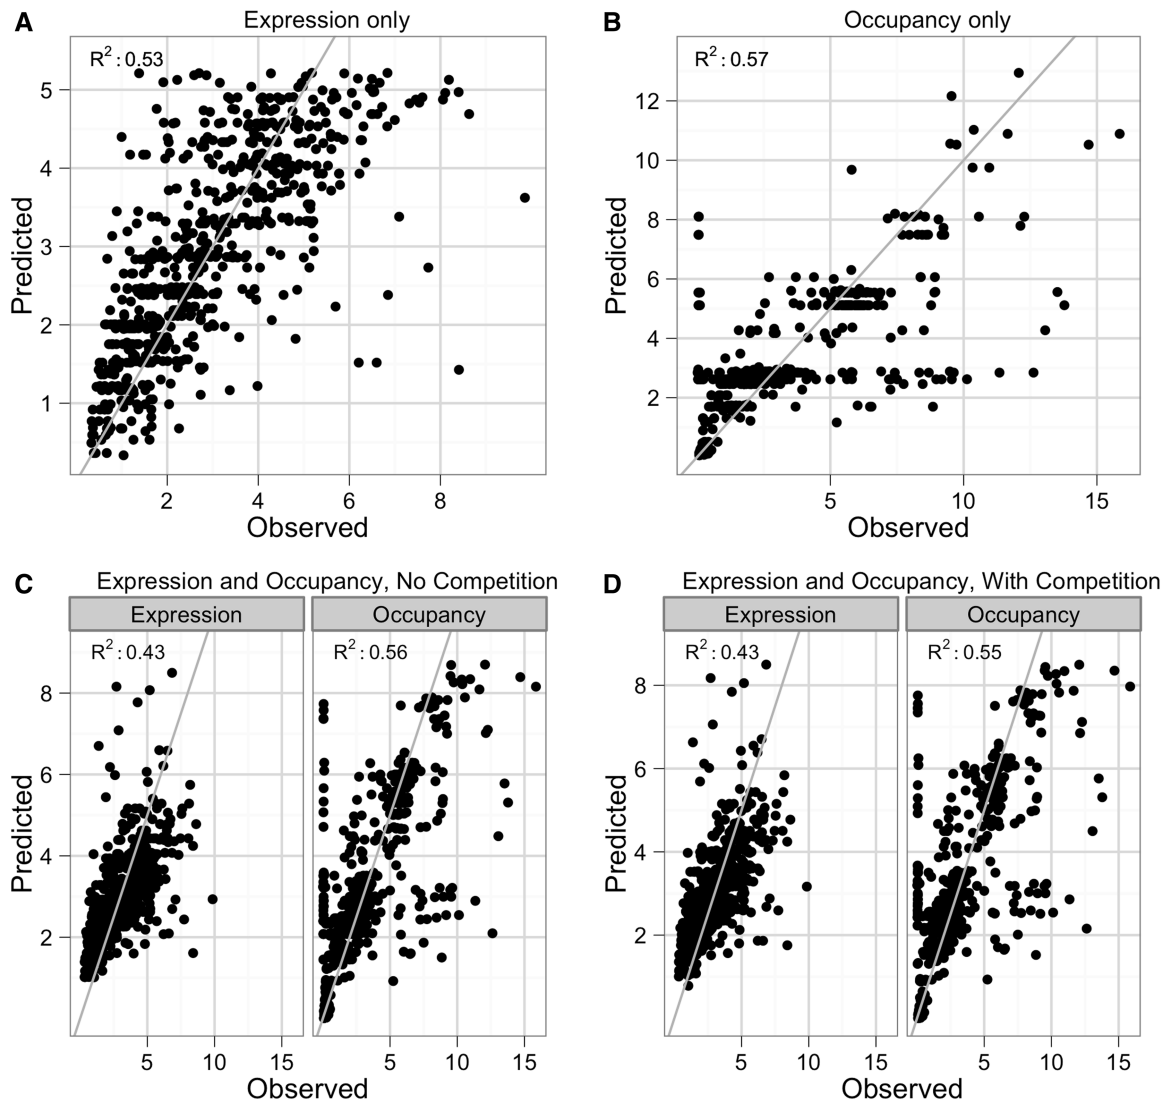 A
Expression only
R²: 0.53
5
4
3
2
1
Predicted
2
4
6
8
Observed
B
Occupancy only
R²: 0.57
12
10
8
6
4
2
Predicted
5
10
15
Observed
C
Expression and Occupancy, No Competition
Expression
Occupancy
R²: 0.43
R²: 0.56
8
6
4
2
Predicted
5
10
15
5
10
15
Observed
D
Expression and Occupancy, With Competition
Expression
Occupancy
R²: 0.43
R²: 0.55
8
6
4
2
Predicted
5
10
15
5
10
15
Observed